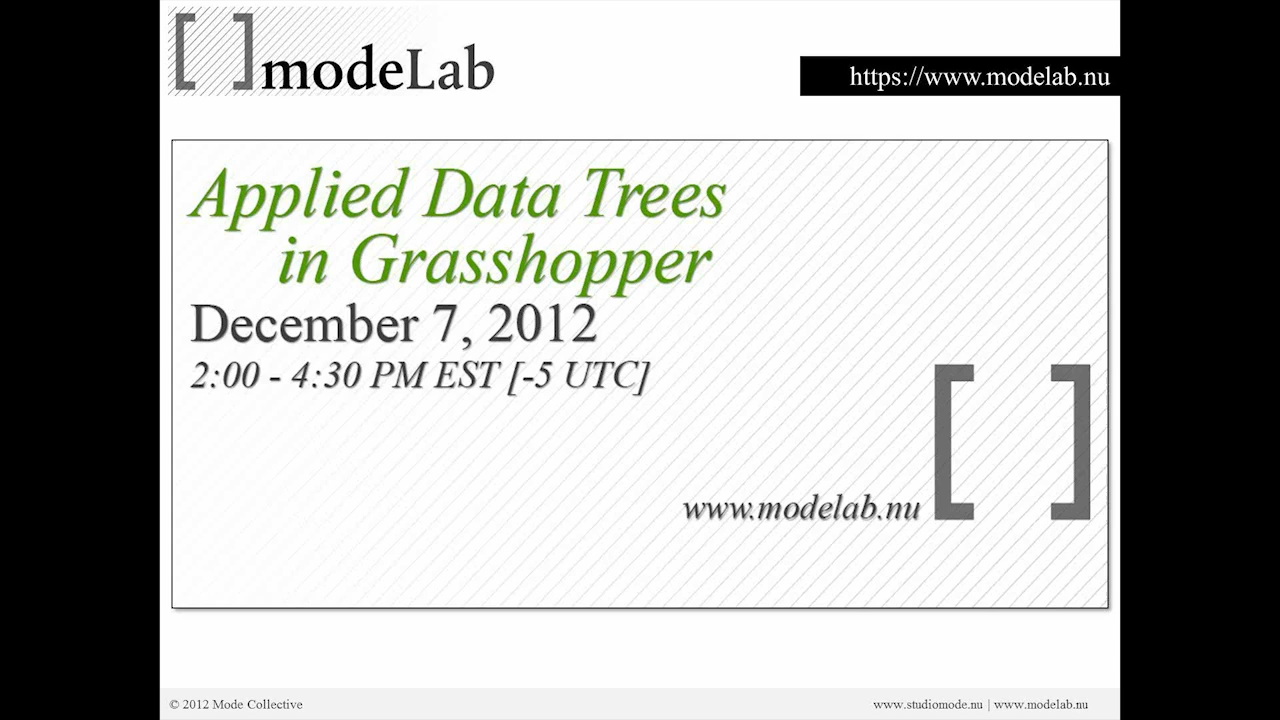 [ ] modeLab
https://www.modelab.nu
Applied Data Trees
in Grasshopper
December 7, 2012
2:00 - 4:30 PM EST [-5 UTC]
www.modelab.nu [ ]
© 2012 Mode Collective
www.studiomode.nu | www.modelab.nu